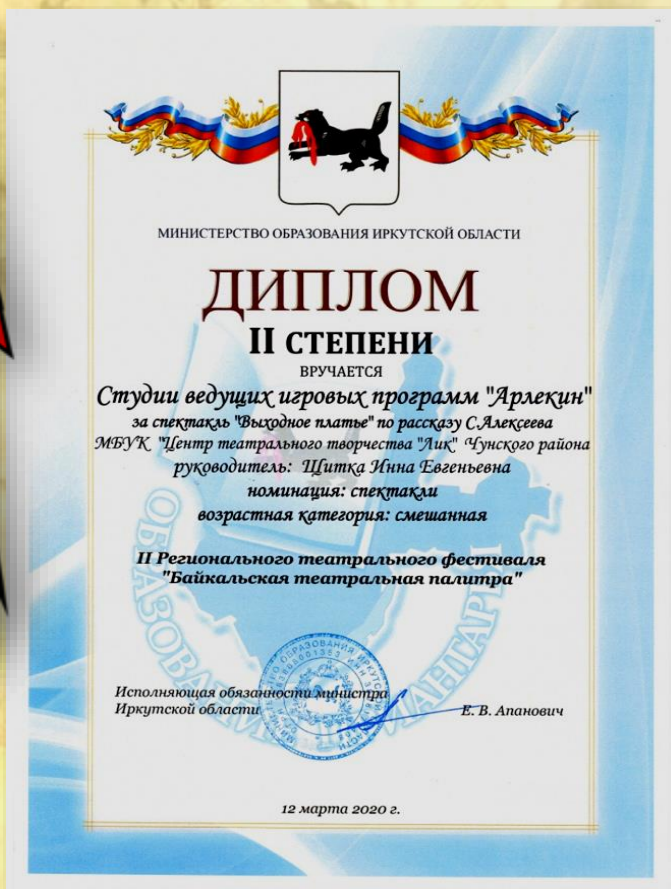 МИНИСТЕРСТВО ОБРАЗОВАНИЯ ИРКУТСКОЙ ОБЛАСТИ
ДИПЛОМ
II СТЕПЕНИ
ВРУЧАЕТСЯ
Студии ведущих игровых программ "Арлекин"
за спектакль "Выходное платье" по рассказу С.Алексеева
МБУК "Центр театрального творчества "Лик" Чунского района
руководитель: Щитка Инна Евгеньевна
номинация: спектакли
возрастная категория: смешанная
II Регионального театрального фестиваля
"Байкальская театральная палитра"
Исполняющая обязанности министра
Иркутской области
Е. В. Апанович
12 марта 2020 г.